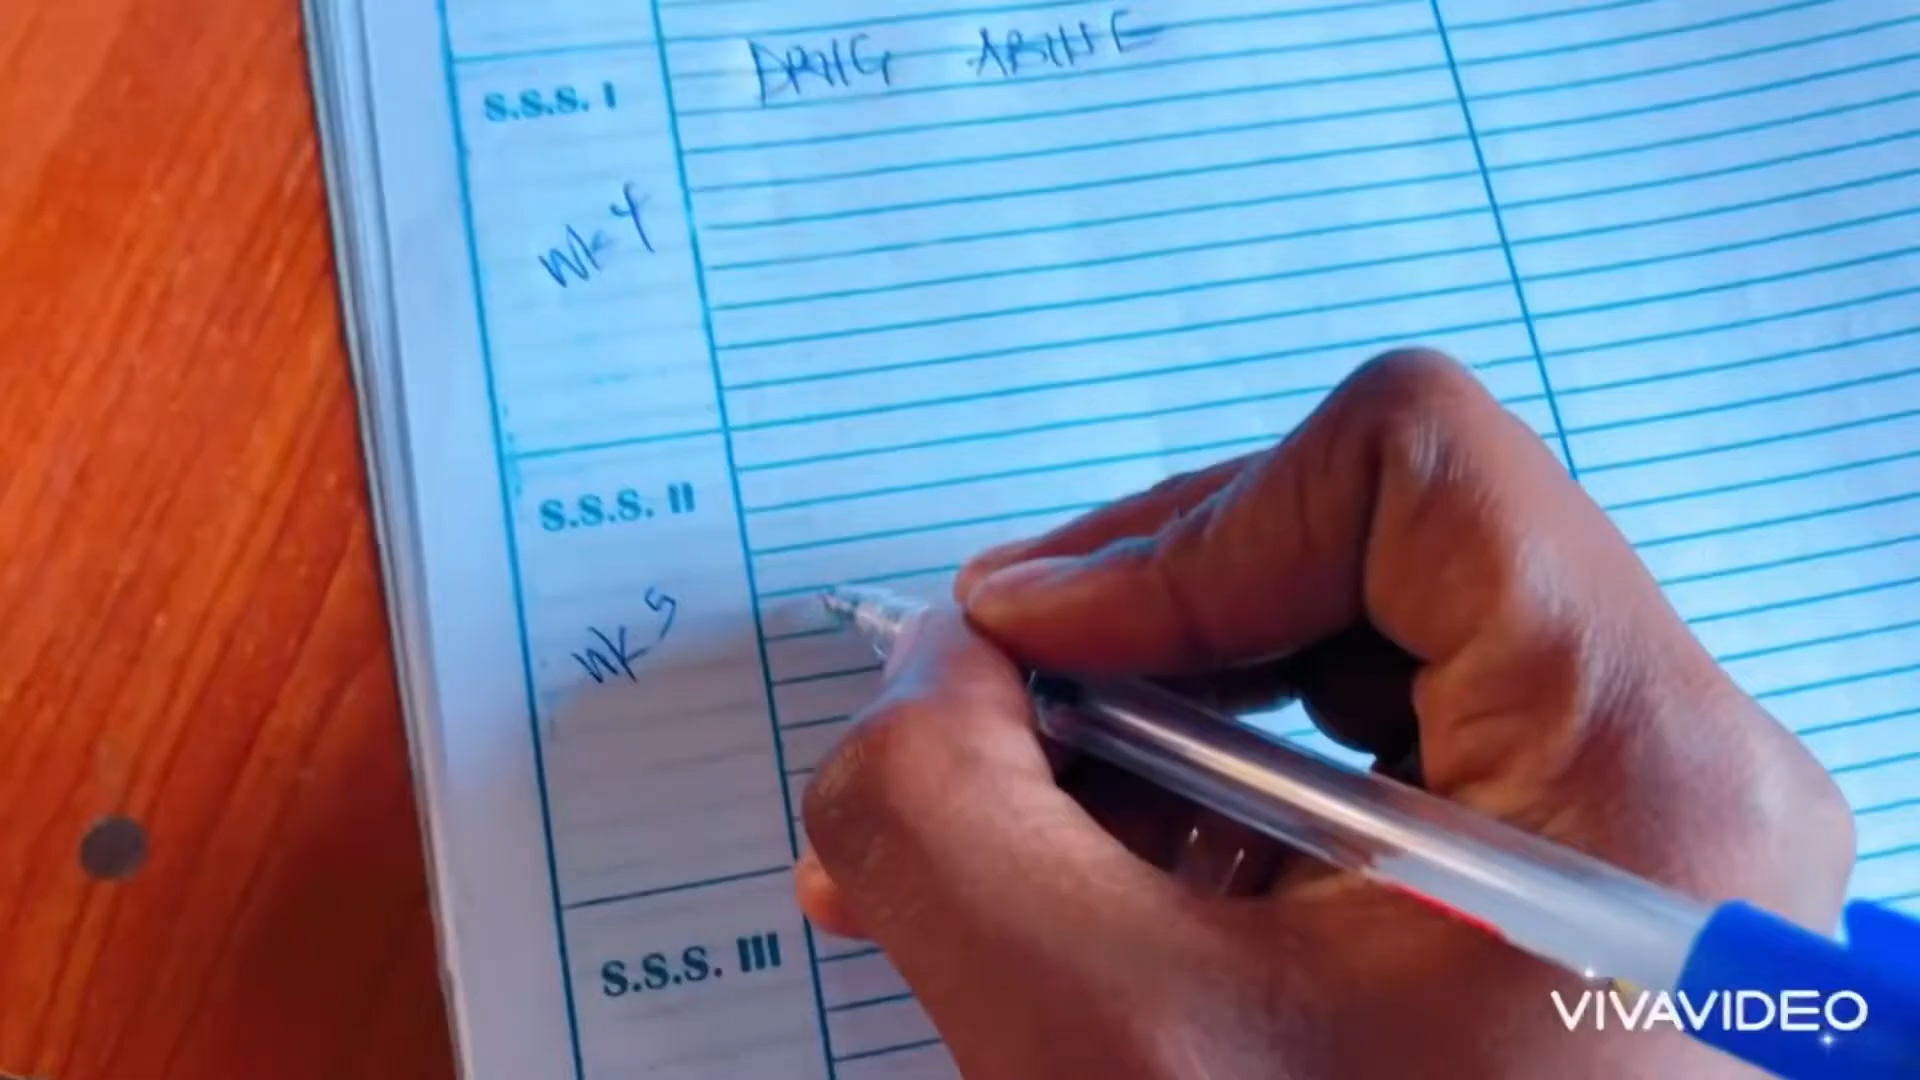 DRUG ABUSE
S.S.S. I
WK 4
S.S.S. II
WK 5
S.S.S. III
VIVAVIDEO